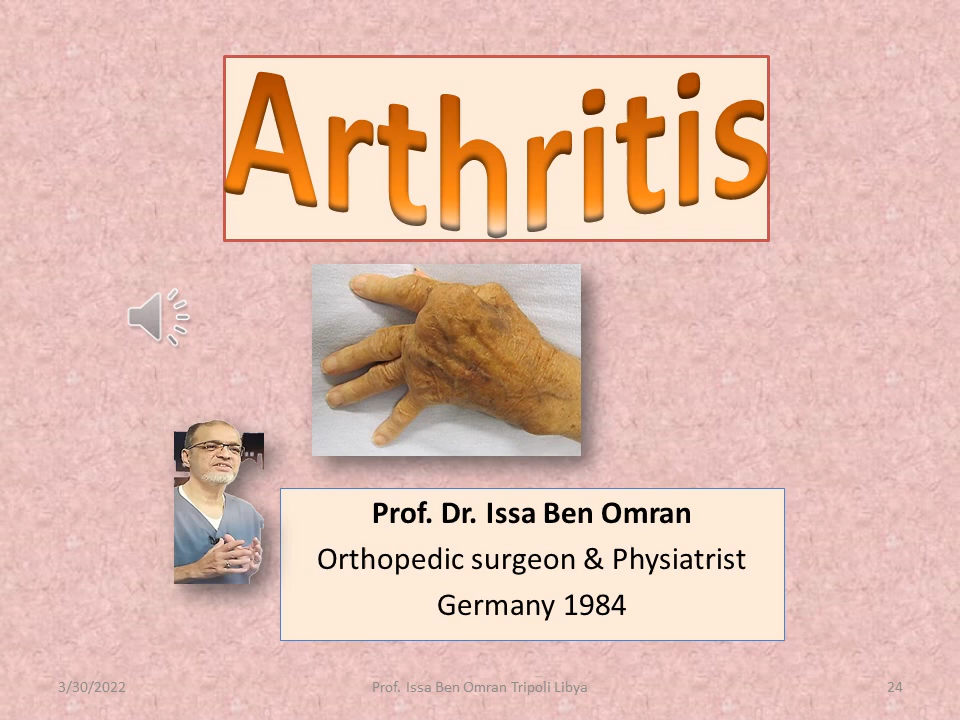 Arthritis
Prof. Dr. Issa Ben Omran
Orthopedic surgeon & Physiatrist
Germany 1984
3/30/2022
Prof. Issa Ben Omran Tripoli Libya
24